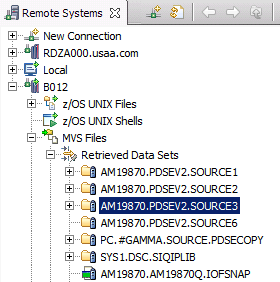 Remote Systems
New Connection
RDZA000.usaa.com
Local
B012
z/OS UNIX Files
z/OS UNIX Shells
MVS Files
Retrieved Data Sets
AM19870.PDSEV2.SOURCE1
AM19870.PDSEV2.SOURCE2
AM19870.PDSEV2.SOURCE3
AM19870.PDSEV2.SOURCE6
PC.#GAMMA.SOURCE.PDSECOPY
SYS1.DSC.SIQIPLIB
AM19870.AM19870Q.IOFSNAP